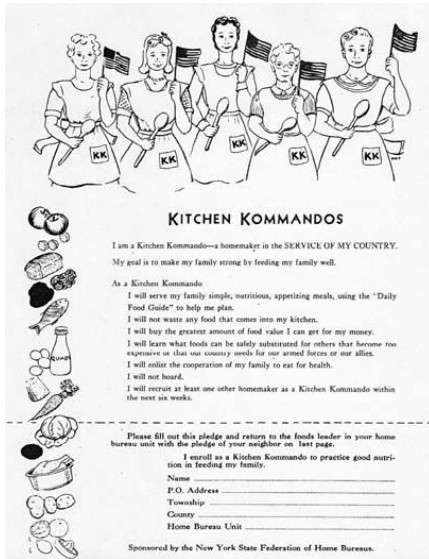 KK KK KK KK KK
KITCHEN KOMMANDOS
I am a Kitchen Kommando—a homemaker in the SERVICE OF MY COUNTRY.
My goal is to make my family strong by feeding my family well.
As a Kitchen Kommando
I will serve my family simple, nutritious, appetizing meals, using the "Daily
Food Guide" to help me plan.
I will not waste any food that comes into my kitchen.
I will buy the greatest amount of food value I can get for my money.
I will learn what foods can be safely substituted for others that become too
expensive or that our country needs for our armed forces or our allies.
I will enlist the cooperation of my family to eat for health.
I will not hoard.
I will recruit at least one other homemaker as a Kitchen Kommando within
the next six weeks.
Please fill out this pledge and return to the foods leader in your home
bureau unit with the pledge of your neighbor on last page.
I enroll as a Kitchen Kommando to practice good nutri-
tion in feeding my family.
Name
P.O. Address
Township
County
Home Bureau Unit
Sponsored by the New York State Federation of Home Bureaus.